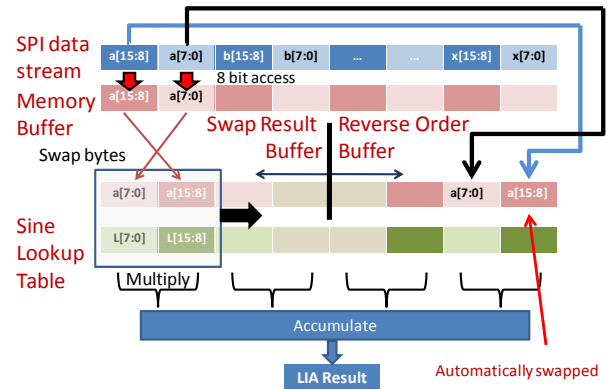 SPI data
stream
a[15:8] a[7:0] b[15:8] b[7:0] ... ... x[15:8] x[7:0]
8 bit access
Memory
Buffer
a[15:8] a[7:0]
Swap Result
Buffer
Reverse Order
Buffer
Swap bytes
a[7:0] a[15:8] a[7:0] a[15:8]
Sine
Lookup
Table
L[7:0] L[15:8]
Multiply
Accumulate
LIA Result
Automatically swapped